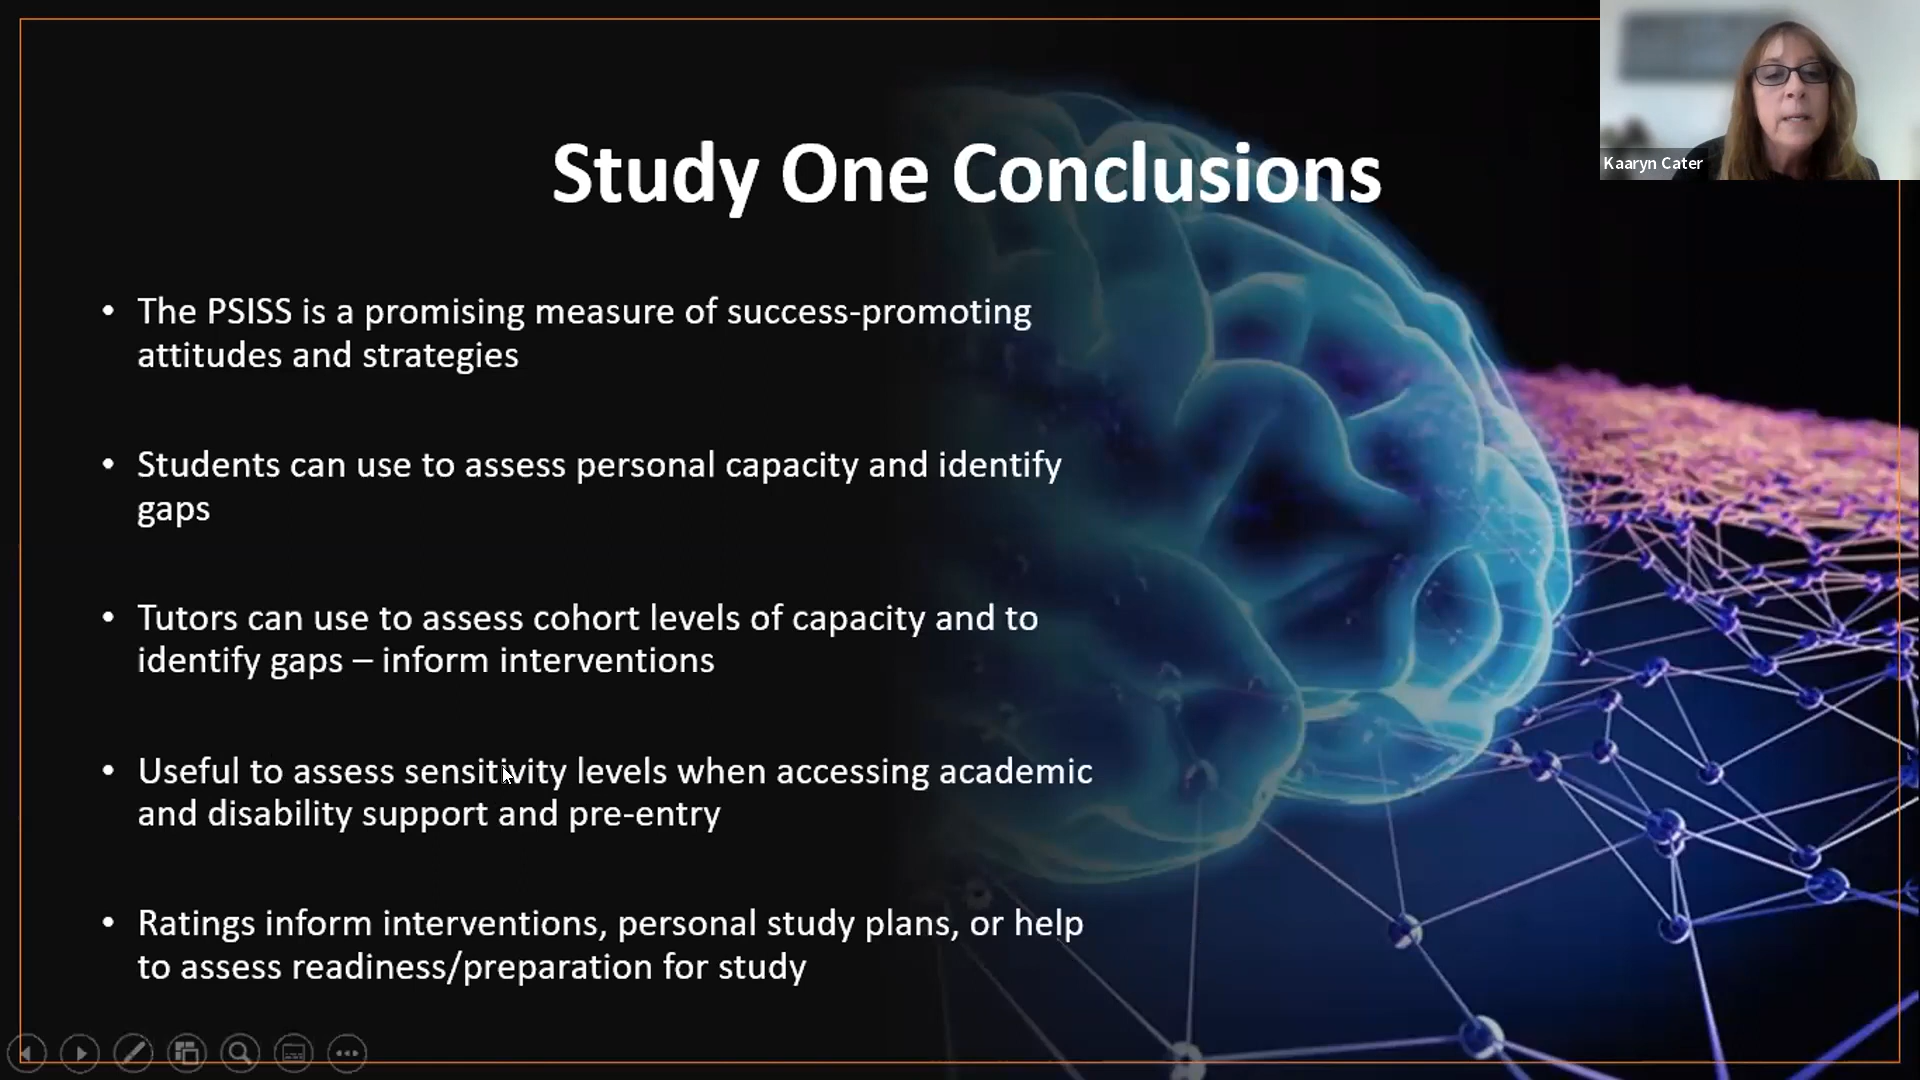 Kaaryn Cater
Study One Conclusions
• The PSISS is a promising measure of success-promoting
attitudes and strategies
• Students can use to assess personal capacity and identify
gaps
• Tutors can use to assess cohort levels of capacity and to
identify gaps – inform interventions
• Useful to assess sensitivity levels when accessing academic
and disability support and pre-entry
• Ratings inform interventions, personal study plans, or help
to assess readiness/preparation for study